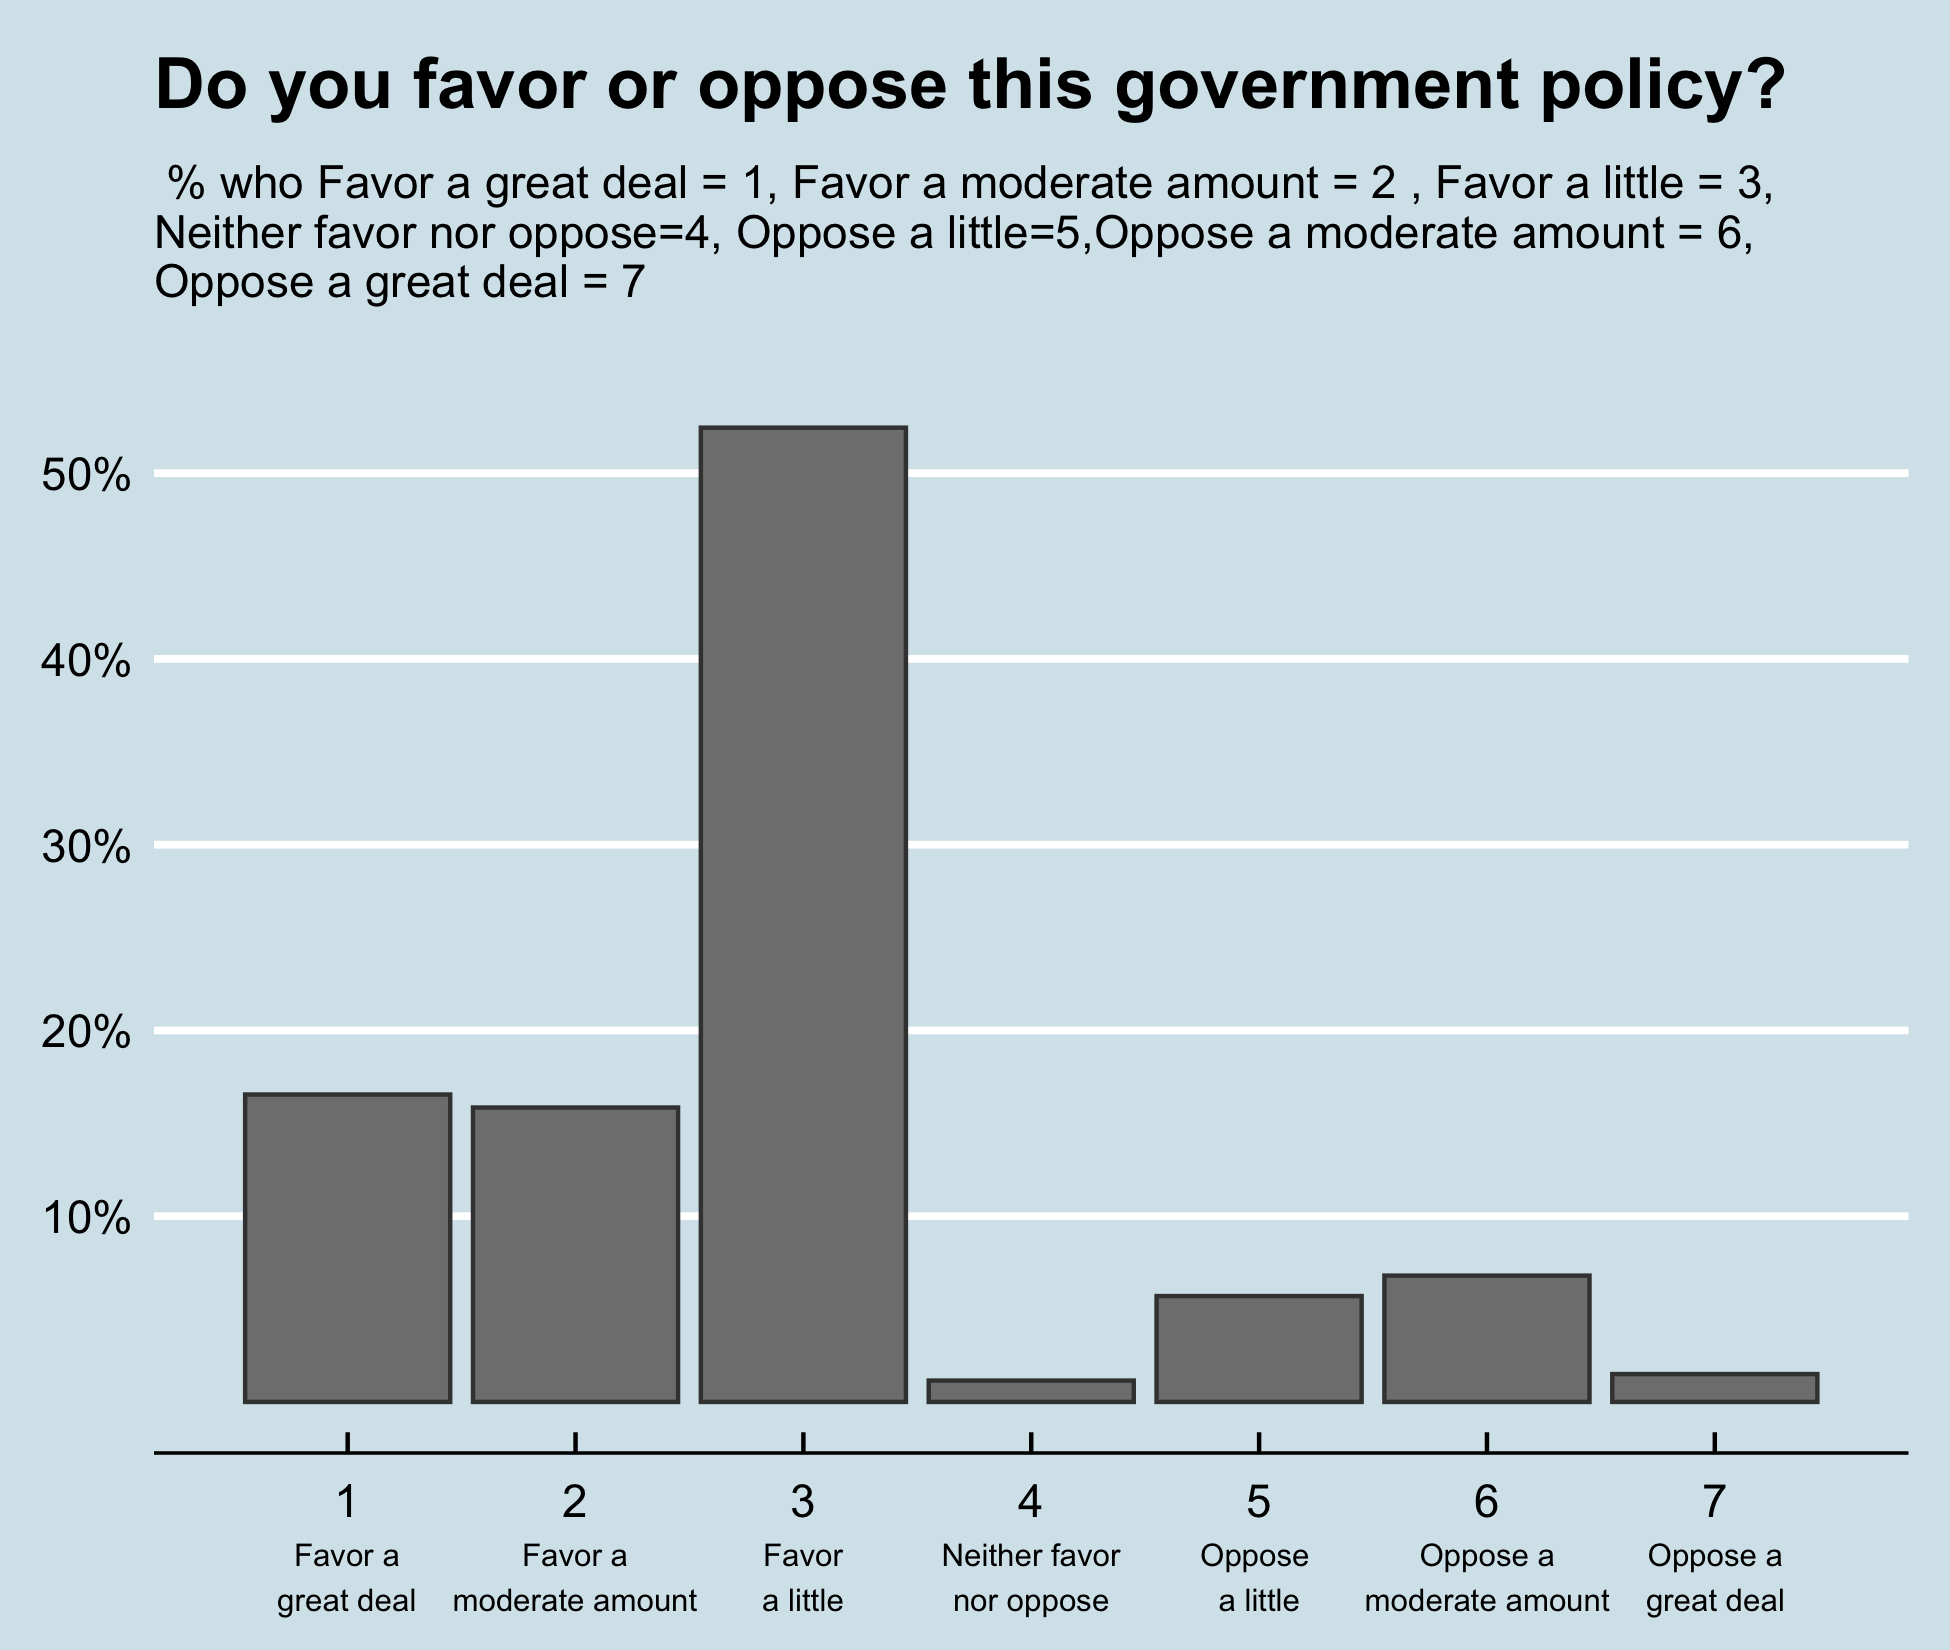 Do you favor or oppose this government policy?
% who Favor a great deal = 1, Favor a moderate amount = 2 , Favor a little = 3,
Neither favor nor oppose=4, Oppose a little=5,Oppose a moderate amount = 6,
Oppose a great deal = 7
50%
40%
30%
20%
10%
1 2 3 4 5 6 7
Favor a Favor a Favor Neither favor Oppose Oppose a Oppose a
great deal moderate amount a little nor oppose a little moderate amount great deal